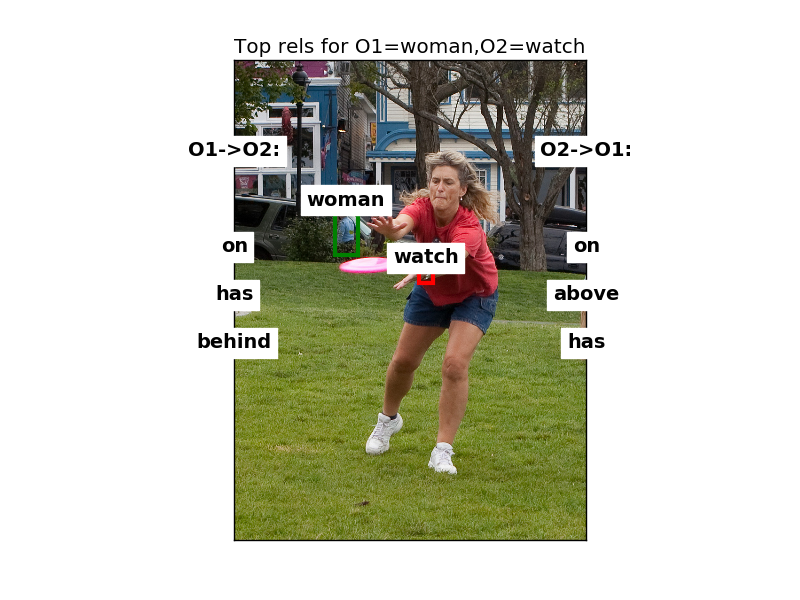 Top rels for O1=woman,O2=watch
O1->O2:
O2->O1:
woman
on
watch
on
has
above
behind
has